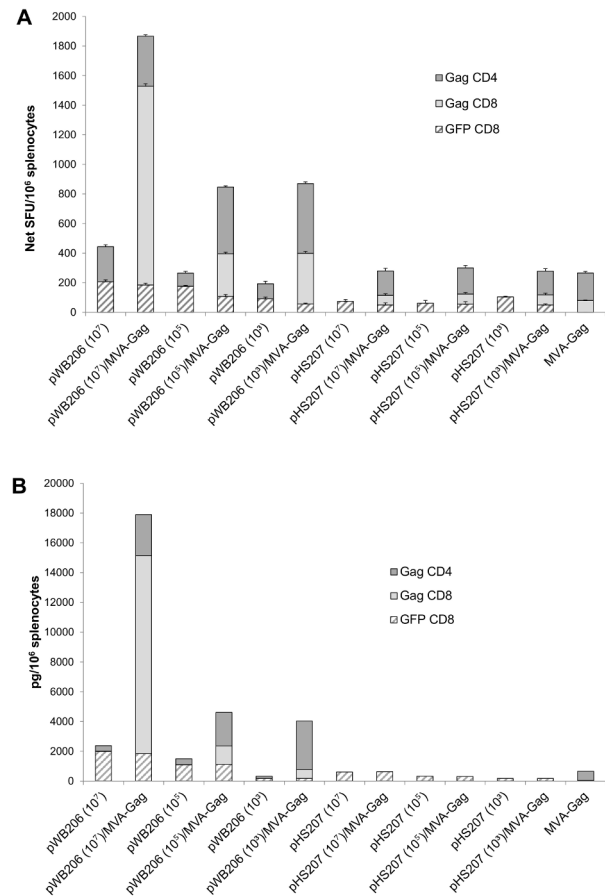 A
2000
1800
1600
1400
1200
1000
800
600
400
200
0
Net SFU/10⁶ splenocytes
Gag CD4
Gag CD8
GFP CD8
pWB206 (10⁷)
pWB206 (10⁷)/MVA-Gag
pWB206 (10⁵)
pWB206 (10⁵)/MVA-Gag
pWB206 (10³)
pWB206 (10³)/MVA-Gag
pHS207 (10⁷)
pHS207 (10⁷)/MVA-Gag
pHS207 (10⁵)
pHS207 (10⁵)/MVA-Gag
pHS207 (10³)
pHS207 (10³)/MVA-Gag
MVA-Gag
B
20000
18000
16000
14000
12000
10000
8000
6000
4000
2000
0
pg/10⁶ splenocytes
Gag CD4
Gag CD8
GFP CD8
pWB206 (10⁷)
pWB206 (10⁷)/MVA-Gag
pWB206 (10⁵)
pWB206 (10⁵)/MVA-Gag
pWB206 (10³)
pWB206 (10³)/MVA-Gag
pHS207 (10⁷)
pHS207 (10⁷)/MVA-Gag
pHS207 (10⁵)
pHS207 (10⁵)/MVA-Gag
pHS207 (10³)
pHS207 (10³)/MVA-Gag
MVA-Gag